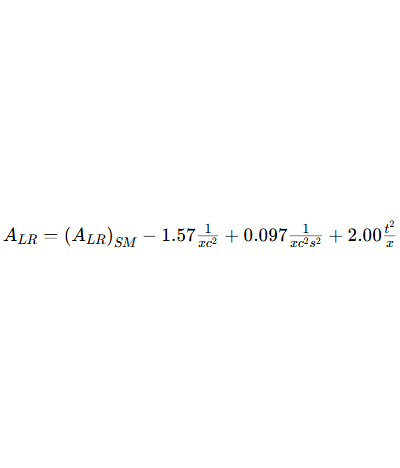 $A_{LR} = (A_{LR})_{SM} - 1.57 \frac{1}{xc^2} + 0.097 \frac{1}{xc^2s^2} + 2.00 \frac{t^2}{x}$